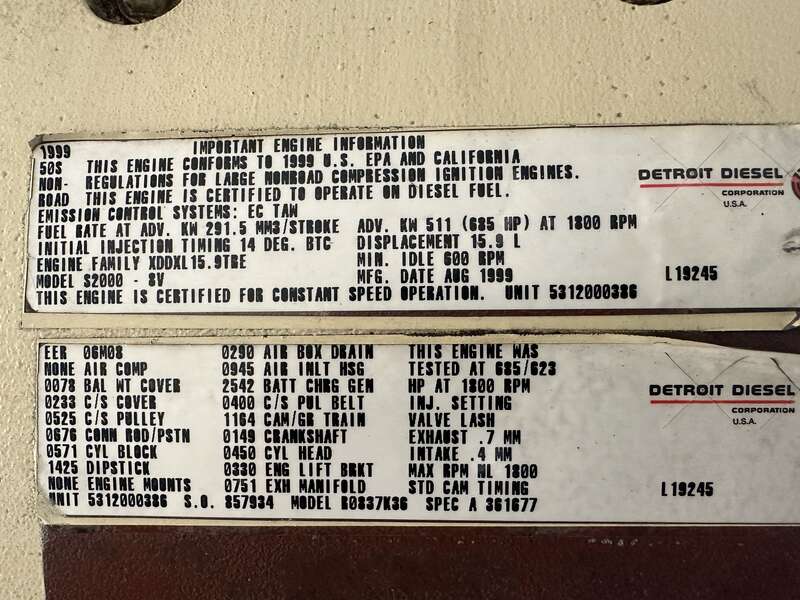 1999 IMPORTANT ENGINE INFORMATION
50S THIS ENGINE CONFORMS TO 1999 U.S. EPA AND CALIFORNIA
NON- REGULATIONS FOR LARGE NONROAD COMPRESSION IGNITION ENGINES.
ROAD THIS ENGINE IS CERTIFIED TO OPERATE ON DIESEL FUEL.
EMISSION CONTROL SYSTEMS: EC TAW
FUEL RATE AT ADV. KW 291.5 MM3/STROKE ADV. KW 511 (685 HP) AT 1800 RPM
INITIAL INJECTION TIMING 14 DEG. BTC DISPLACEMENT 15.9 L
ENGINE FAMILY XDDXL15.9TRE MIN. IDLE 600 RPM
MODEL S2000 - 8V MFG. DATE AUG 1999
THIS ENGINE IS CERTIFIED FOR CONSTANT SPEED OPERATION. UNIT 5312000386
DETROIT DIESEL
CORPORATION
U.S.A.
L19245
EER 06M08 0290 AIR BOX DRAIN THIS ENGINE WAS
NONE AIR COMP 0945 AIR INLT HSG TESTED AT 685/623
0078 BAL WT COVER 2542 BATT CHRG GEN HP AT 1800 RPM
0233 C/S COVER 0400 C/S PUL BELT INJ. SETTING
0525 C/S PULLEY 1164 CAM/GR TRAIN VALVE LASH
0676 CONN ROD/PSTN 0149 CRANKSHAFT EXHAUST .7 MM
0571 CYL BLOCK 0450 CYL HEAD INTAKE .4 MM
1425 DIPSTICK 0330 ENG LIFT BRKT MAX RPM NL 1800
NONE ENGINE MOUNTS 0751 EXH MANIFOLD STD CAM TIMING
UNIT 5312000386 S.O. 857934 MODEL R0837K36 SPEC A 361677
DETROIT DIESEL
CORPORATION
U.S.A.
L19245